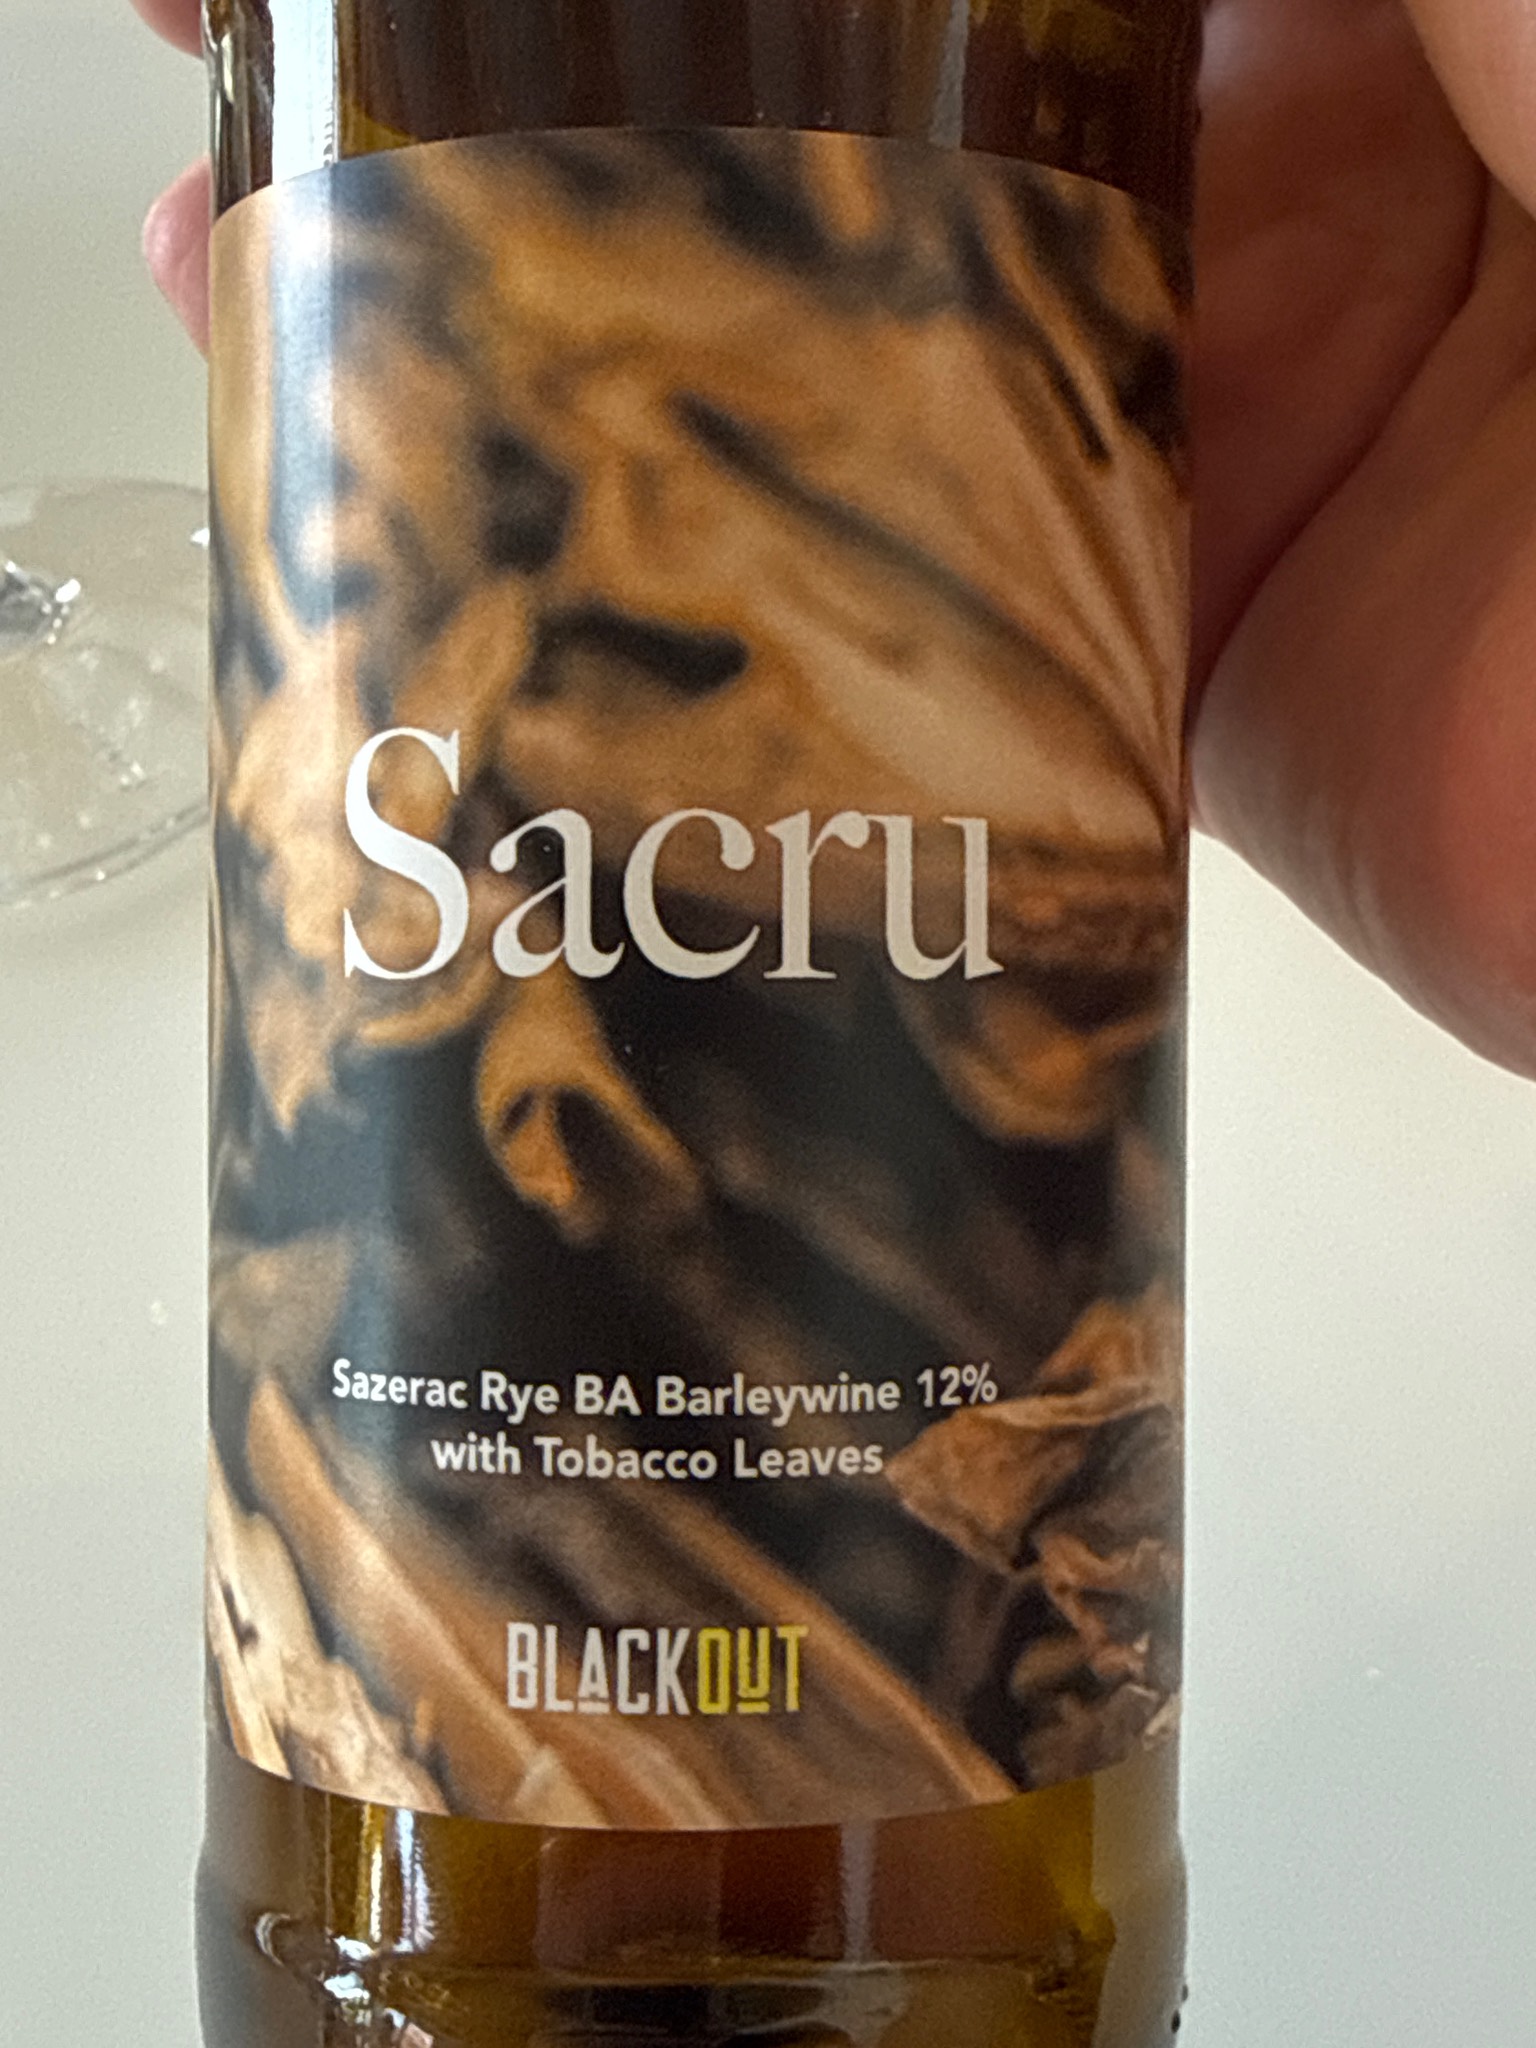 Sacru
Sazerac Rye BA Barleywine 12%
with Tobacco Leaves
BLACKOUT